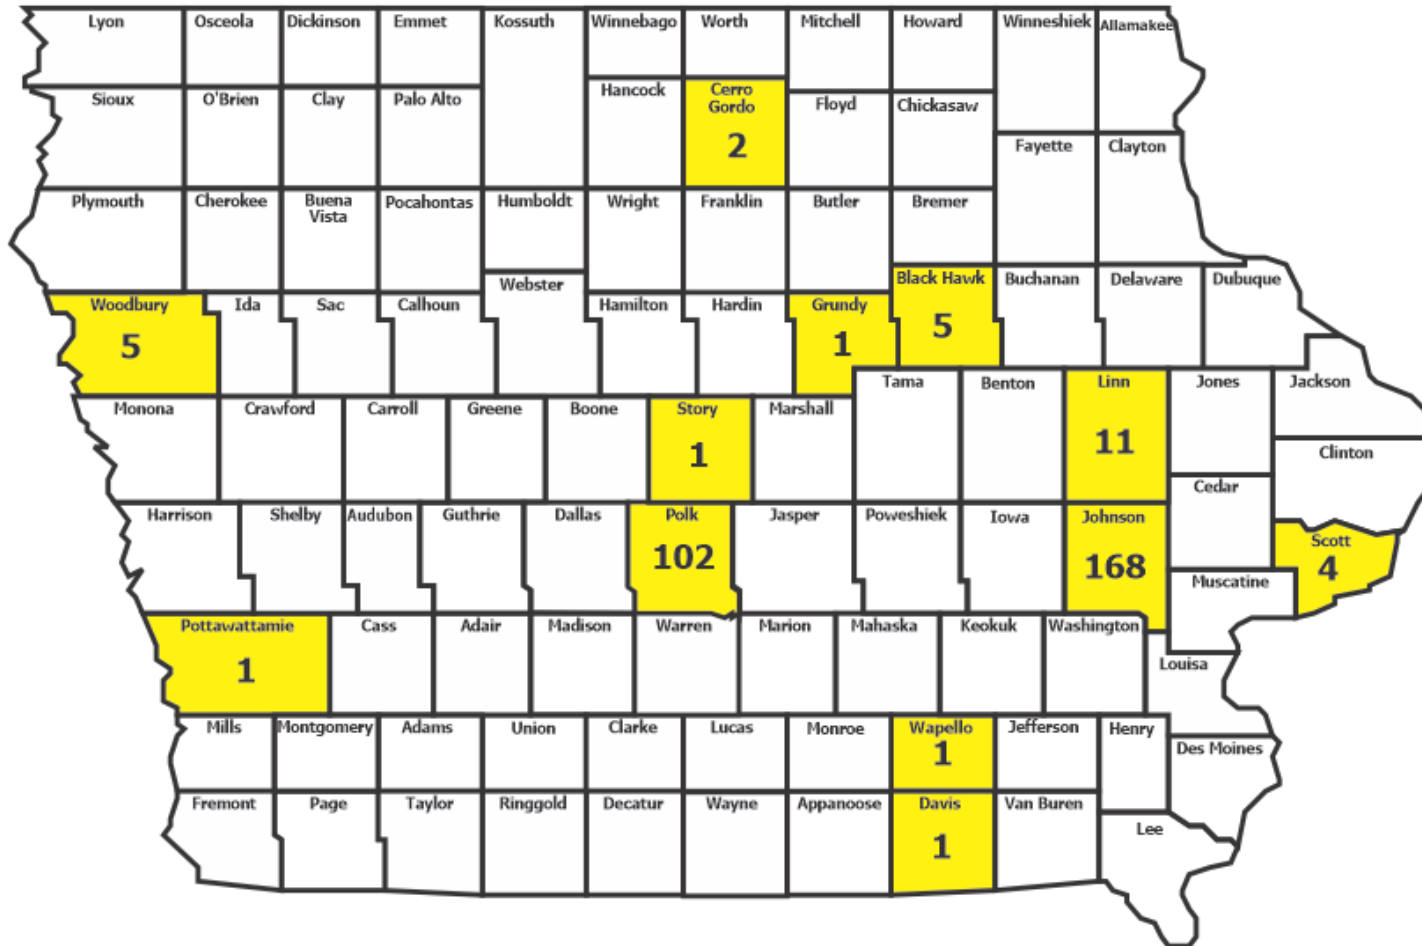 Lyon
Osceola
Dickinson
Emmet
Kossuth
Winnebago
Worth
Mitchell
Howard
Winneshiek
Allamakee
Sioux
O'Brien
Clay
Palo Alto
Hancock
Cerro
Gordo
2
Floyd
Chickasaw
Fayette
Clayton
Plymouth
Cherokee
Buena
Vista
Pocahontas
Humboldt
Wright
Franklin
Butler
Bremer
Woodbury
5
Ida
Sac
Calhoun
Webster
Hamilton
Hardin
Grundy
1
Black Hawk
5
Buchanan
Delaware
Dubuque
Monona
Crawford
Carroll
Greene
Boone
Story
1
Marshall
Tama
Benton
Linn
11
Jones
Jackson
Clinton
Cedar
Harrison
Shelby
Audubon
Guthrie
Dallas
Polk
102
Jasper
Poweshiek
Iowa
Johnson
168
Scott
4
Muscatine
Pottawattamie
1
Cass
Adair
Madison
Warren
Marion
Mahaska
Keokuk
Washington
Louisa
Mills
Montgomery
Adams
Union
Clarke
Lucas
Monroe
Wapello
1
Jefferson
Henry
Des Moines
Fremont
Page
Taylor
Ringgold
Decatur
Wayne
Appanoose
Davis
1
Van Buren
Lee